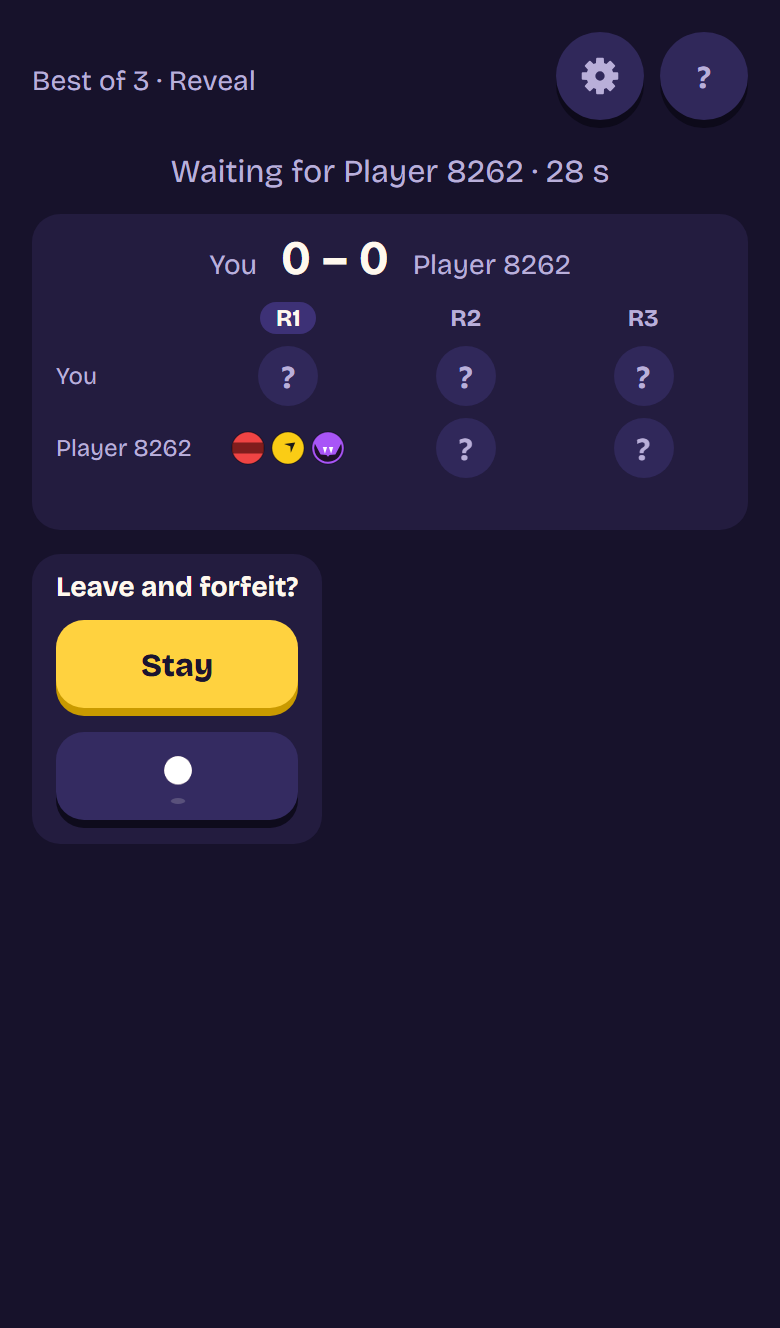 Best of 3 · Reveal
?
Waiting for Player 8262 · 28 s
You 0 – 0 Player 8262
R1 R2 R3
You ? ? ?
Player 8262 ? ?
Leave and forfeit?
Stay